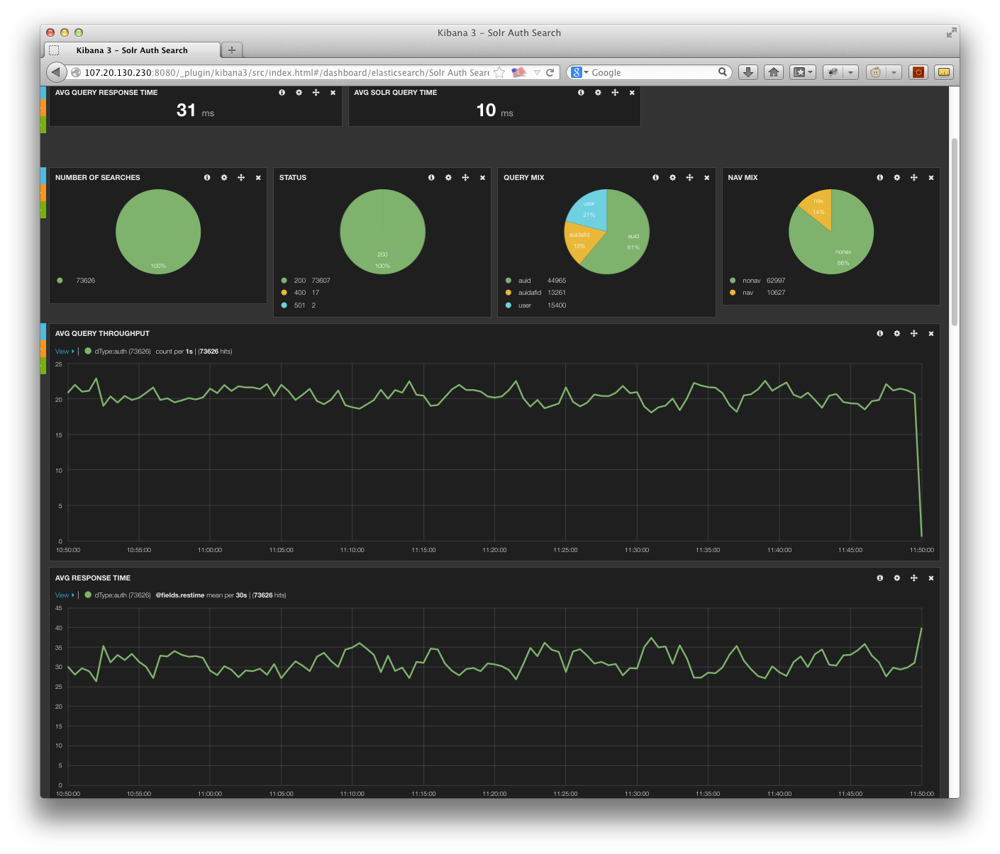 Kibana 3 – Solr Auth Search
Kibana 3 – Solr Auth Search
107.20.130.230:8080/_plugin/kibana3/src/index.html#/dashboard/elasticsearch/Solr Auth Sear
Google
AVG QUERY RESPONSE TIME
31 ms
AVG SOLR QUERY TIME
10 ms
NUMBER OF SEARCHES
100%
73626
STATUS
200
100%
200 73607
400 17
501 2
QUERY MIX
user
21%
auidafid
18%
auid
61%
auid 44965
auidafid 13261
user 15400
NAV MIX
nav
14%
nonav
86%
nonav 62997
nav 10627
AVG QUERY THROUGHPUT
View | dType:auth (73626) count per 1s | (73626 hits)
25
20
15
10
5
0
10:50:00 10:55:00 11:00:00 11:05:00 11:10:00 11:15:00 11:20:00 11:25:00 11:30:00 11:35:00 11:40:00 11:45:00 11:50:00
AVG RESPONSE TIME
View | dType:auth (73626) @fields.restime mean per 30s | (73626 hits)
45
40
35
30
25
20
15
10
5
0
10:50:00 10:55:00 11:00:00 11:05:00 11:10:00 11:15:00 11:20:00 11:25:00 11:30:00 11:35:00 11:40:00 11:45:00 11:50:00